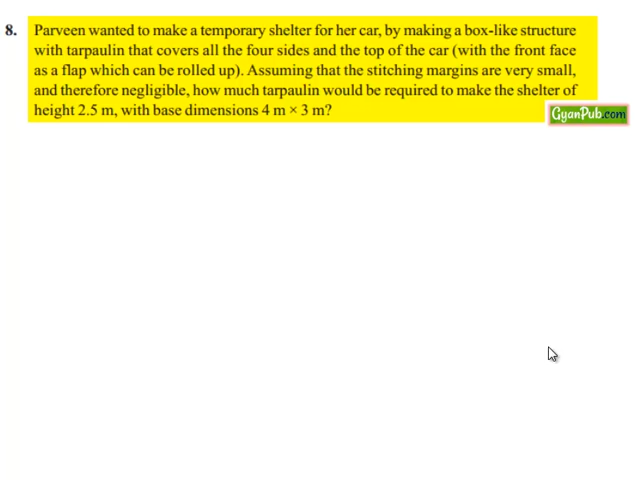 8. Parveen wanted to make a temporary shelter for her car, by making a box-like structure
with tarpaulin that covers all the four sides and the top of the car (with the front face
as a flap which can be rolled up). Assuming that the stitching margins are very small,
and therefore negligible, how much tarpaulin would be required to make the shelter of
height 2.5 m, with base dimensions 4 m × 3 m?
GyanPub.com